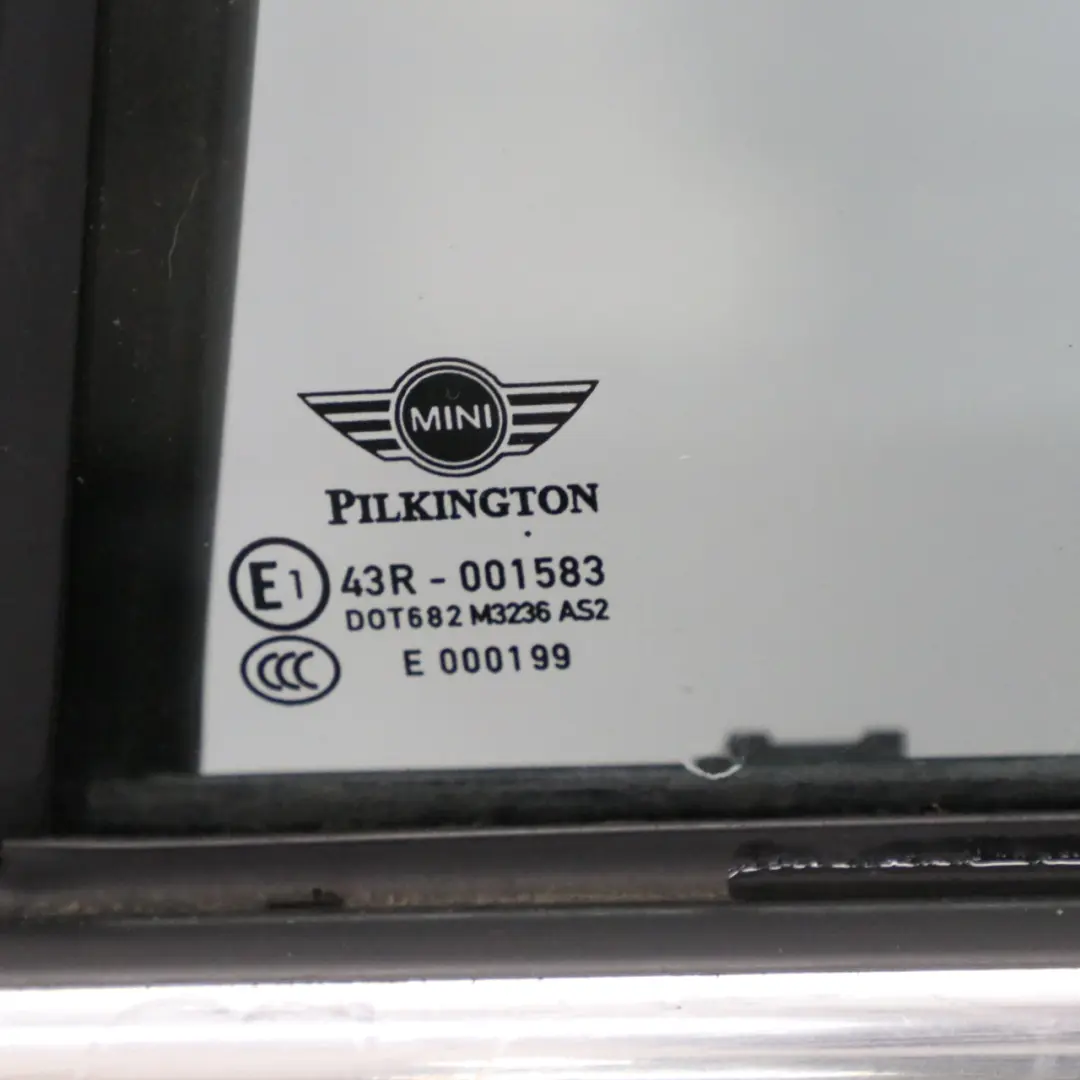 MINI
PILKINGTON
E1 43R - 001583
DOT682 M3236 AS2
CCC E 000199